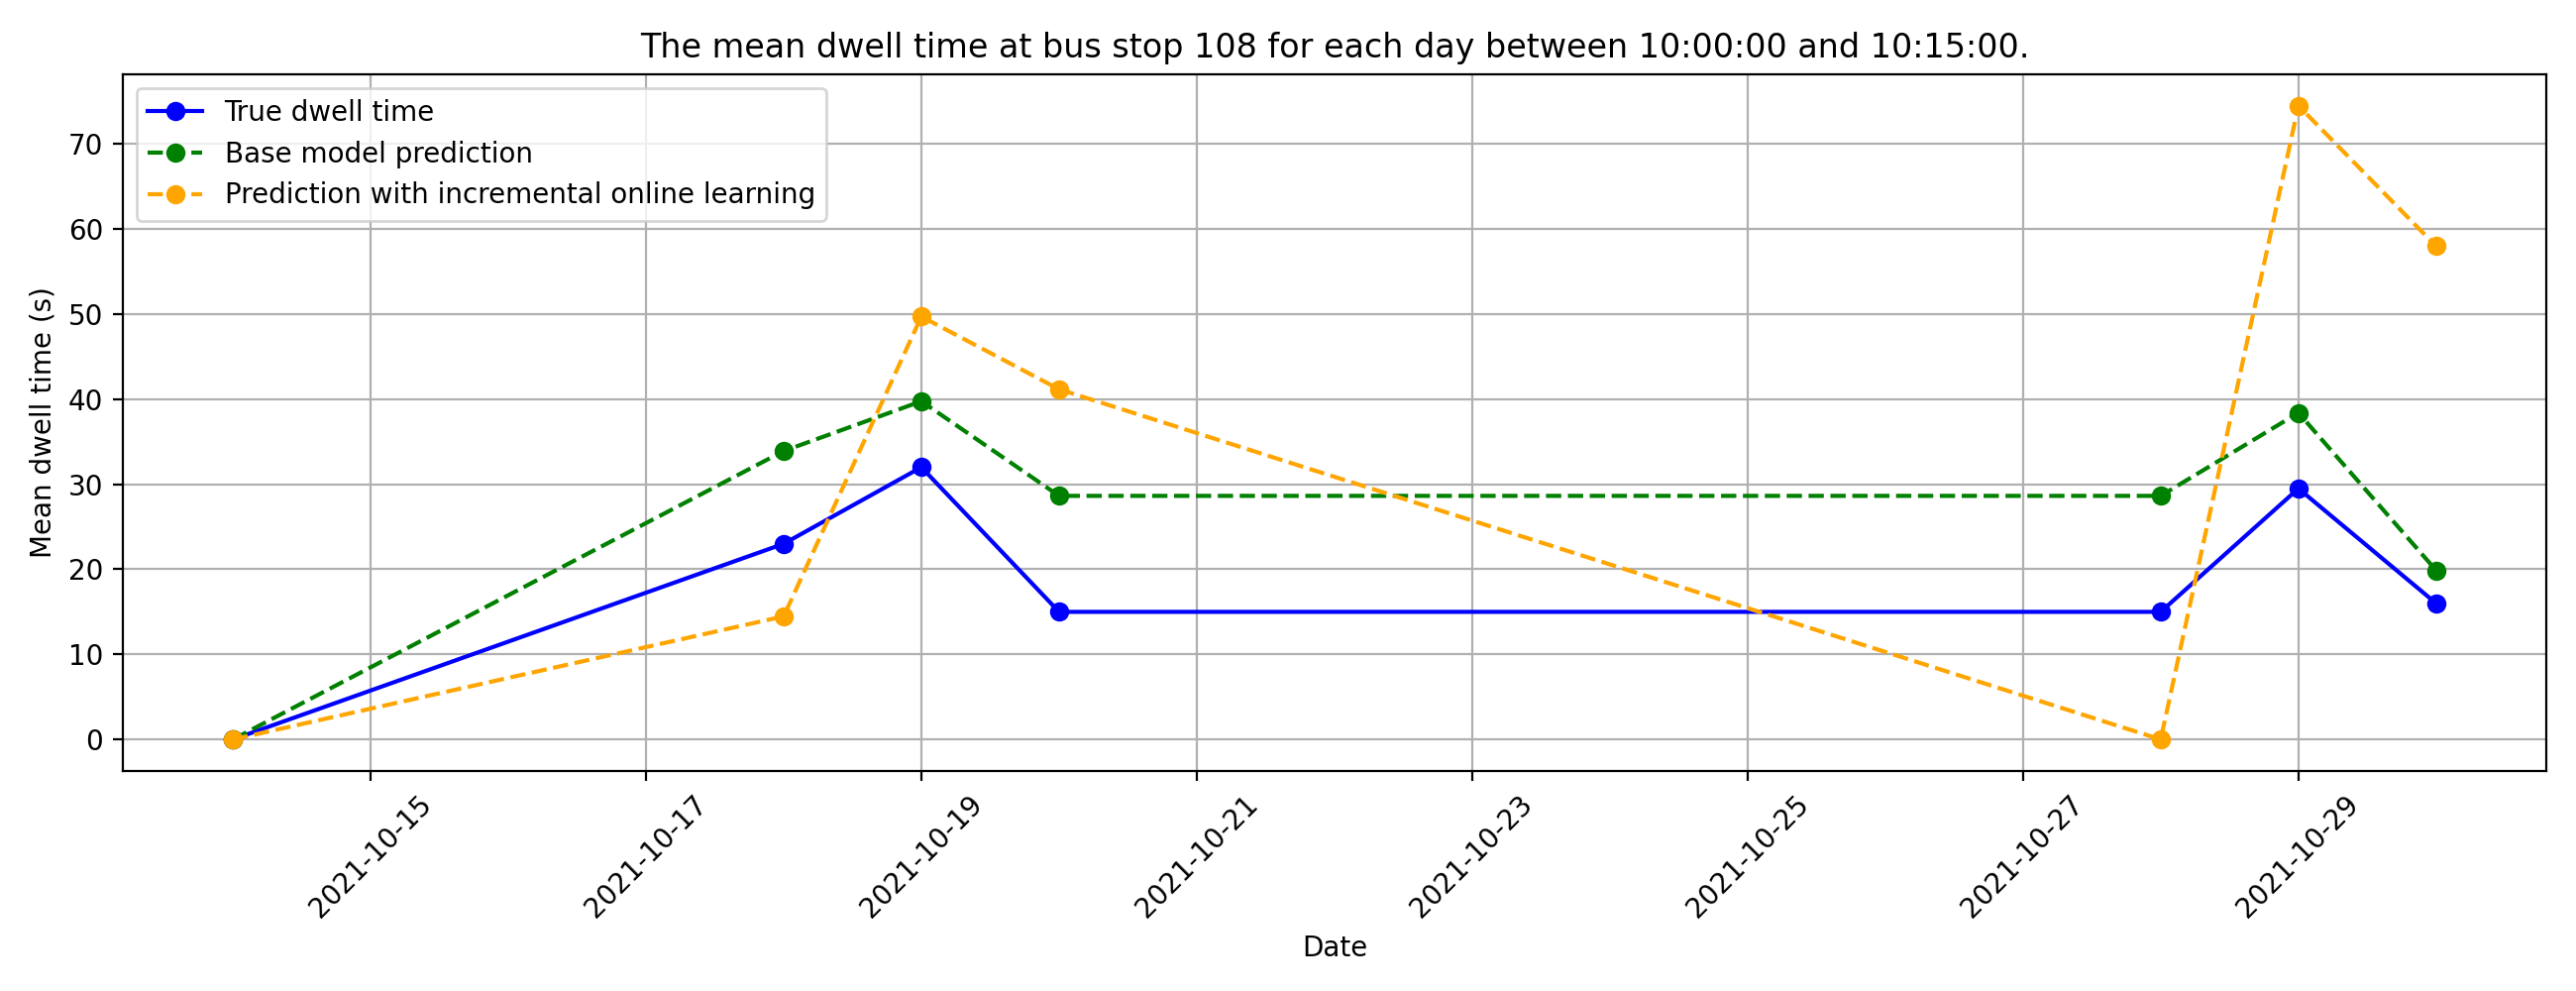 The mean dwell time at bus stop 108 for each day between 10:00:00 and 10:15:00.
True dwell time
Base model prediction
Prediction with incremental online learning
Mean dwell time (s)
70
60
50
40
30
20
10
0
2021-10-15
2021-10-17
2021-10-19
2021-10-21
2021-10-23
2021-10-25
2021-10-27
2021-10-29
Date